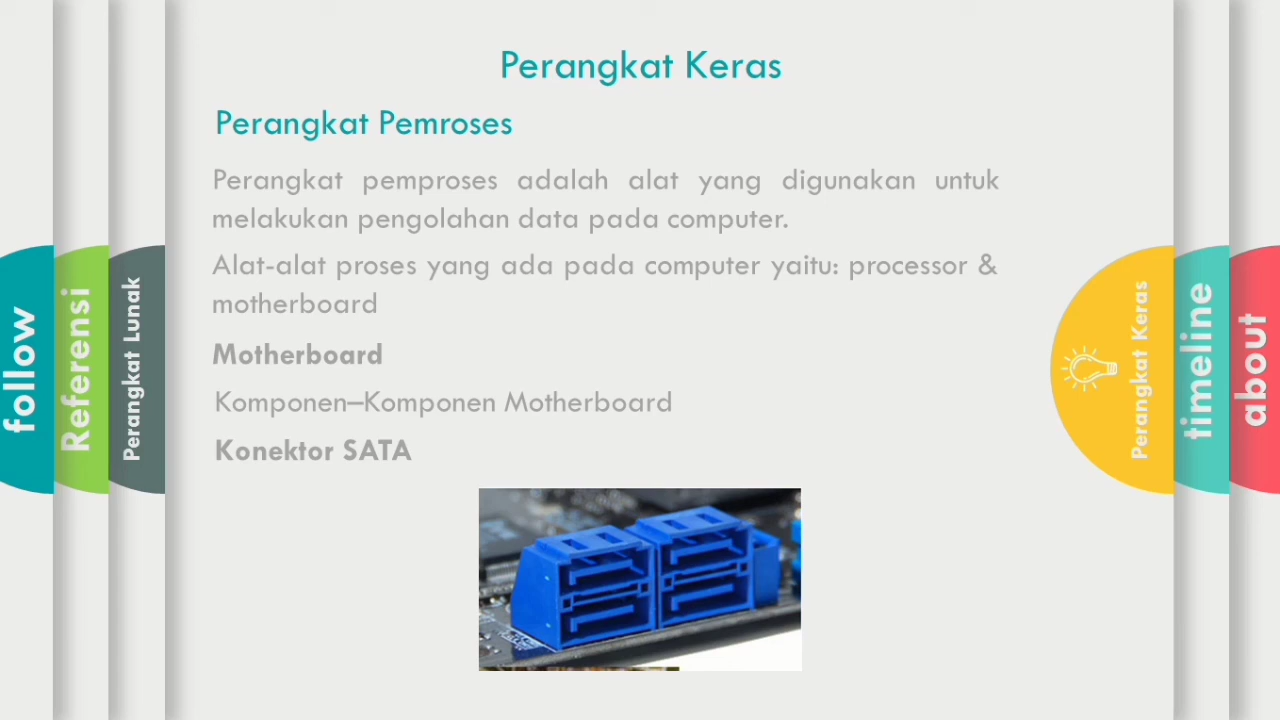 Perangkat Keras
Perangkat Pemroses
Perangkat pemproses adalah alat yang digunakan untuk
melakukan pengolahan data pada computer.
Alat-alat proses yang ada pada computer yaitu: processor &
motherboard
Motherboard
Komponen–Komponen Motherboard
Konektor SATA
follow
Referensi
Perangkat Lunak
Perangkat Keras
timeline
about